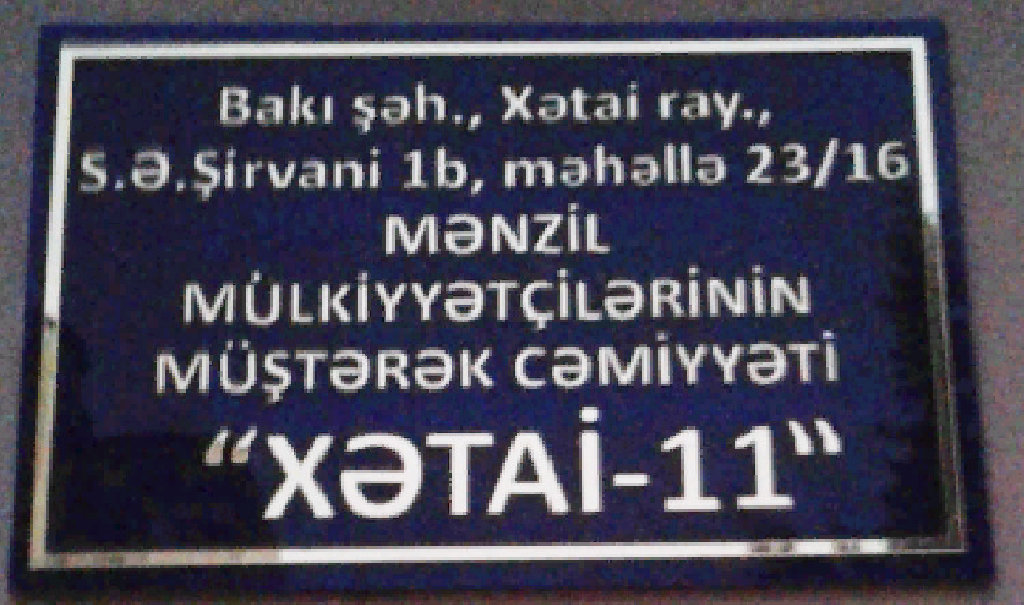 Bakı şəh., Xətai ray.,
S.Ə.Şirvani 1b, məhəllə 23/16
MƏNZİL
MÜLKİYYƏTÇİLƏRİNİN
MÜŞTƏRƏK CƏMİYYƏTİ
“XƏTAİ-11”